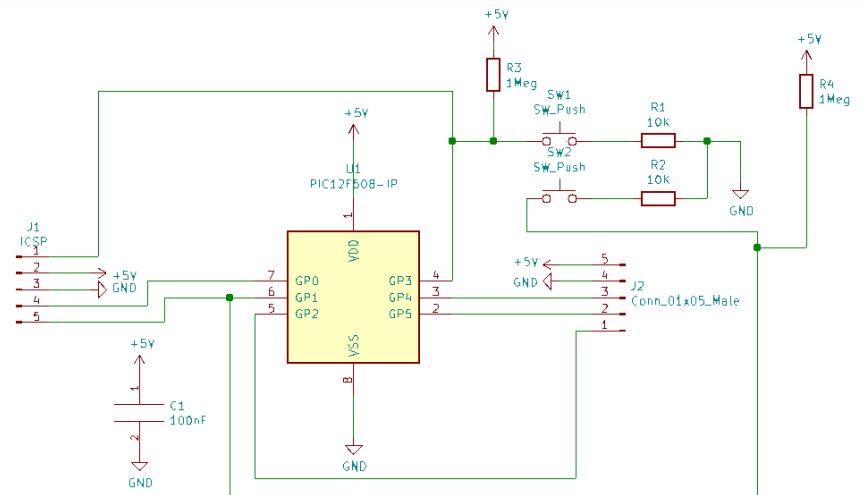 +5V
+5V
R3
1Meg
R4
1Meg
SW1
SW_Push
R1
10K
+5V
SW2
SW_Push
R2
10K
U1
PIC12F508-IP
GND
J1
ICSP
1
2
3
4
5
+5V
GND
1
VDD
7
6
5
GP0
GP1
GP2
GP3
GP4
GP5
4
3
2
VSS
8
+5V
GND
5
4
3
2
1
J2
Conn_01x05_Male
+5V
1
C1
100nF
2
GND
GND